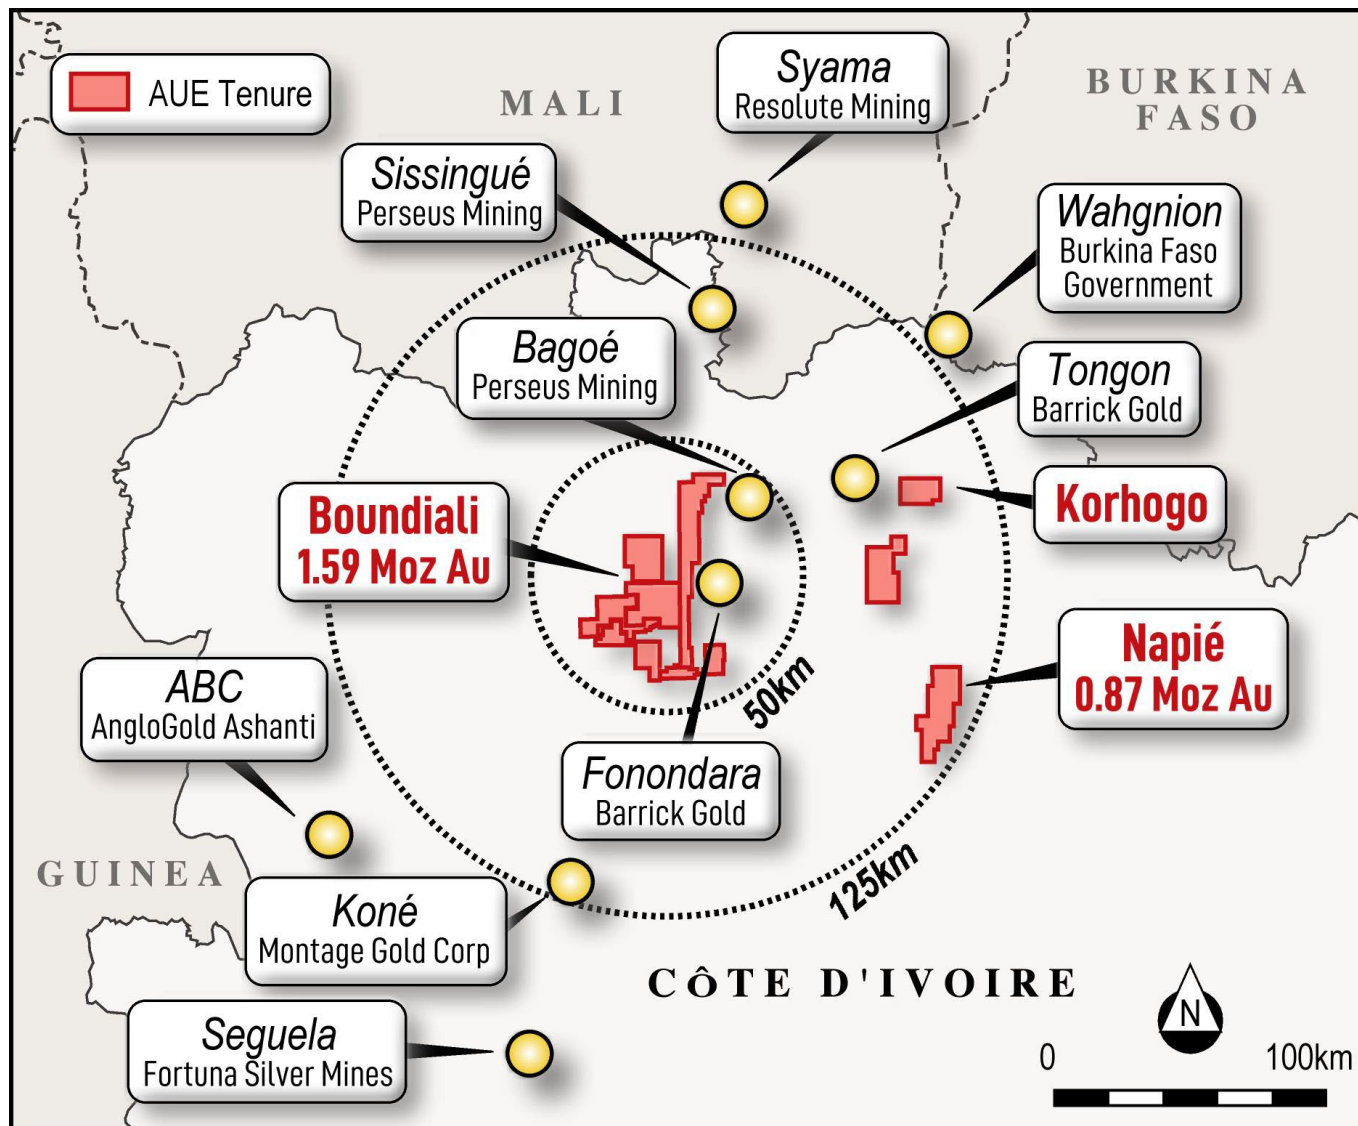 AUE Tenure
MALI
Syama
Resolute Mining
BURKINA
FASO
Sissingué
Perseus Mining
Wahgnion
Burkina Faso
Government
Bagoé
Perseus Mining
Tongon
Barrick Gold
Boundiali
1.59 Moz Au
Korhogo
Napié
0.87 Moz Au
50km
ABC
AngloGold Ashanti
Fonondara
Barrick Gold
125km
GUINEA
Koné
Montage Gold Corp
CÔTE D'IVOIRE
N
Seguela
Fortuna Silver Mines
0
100km